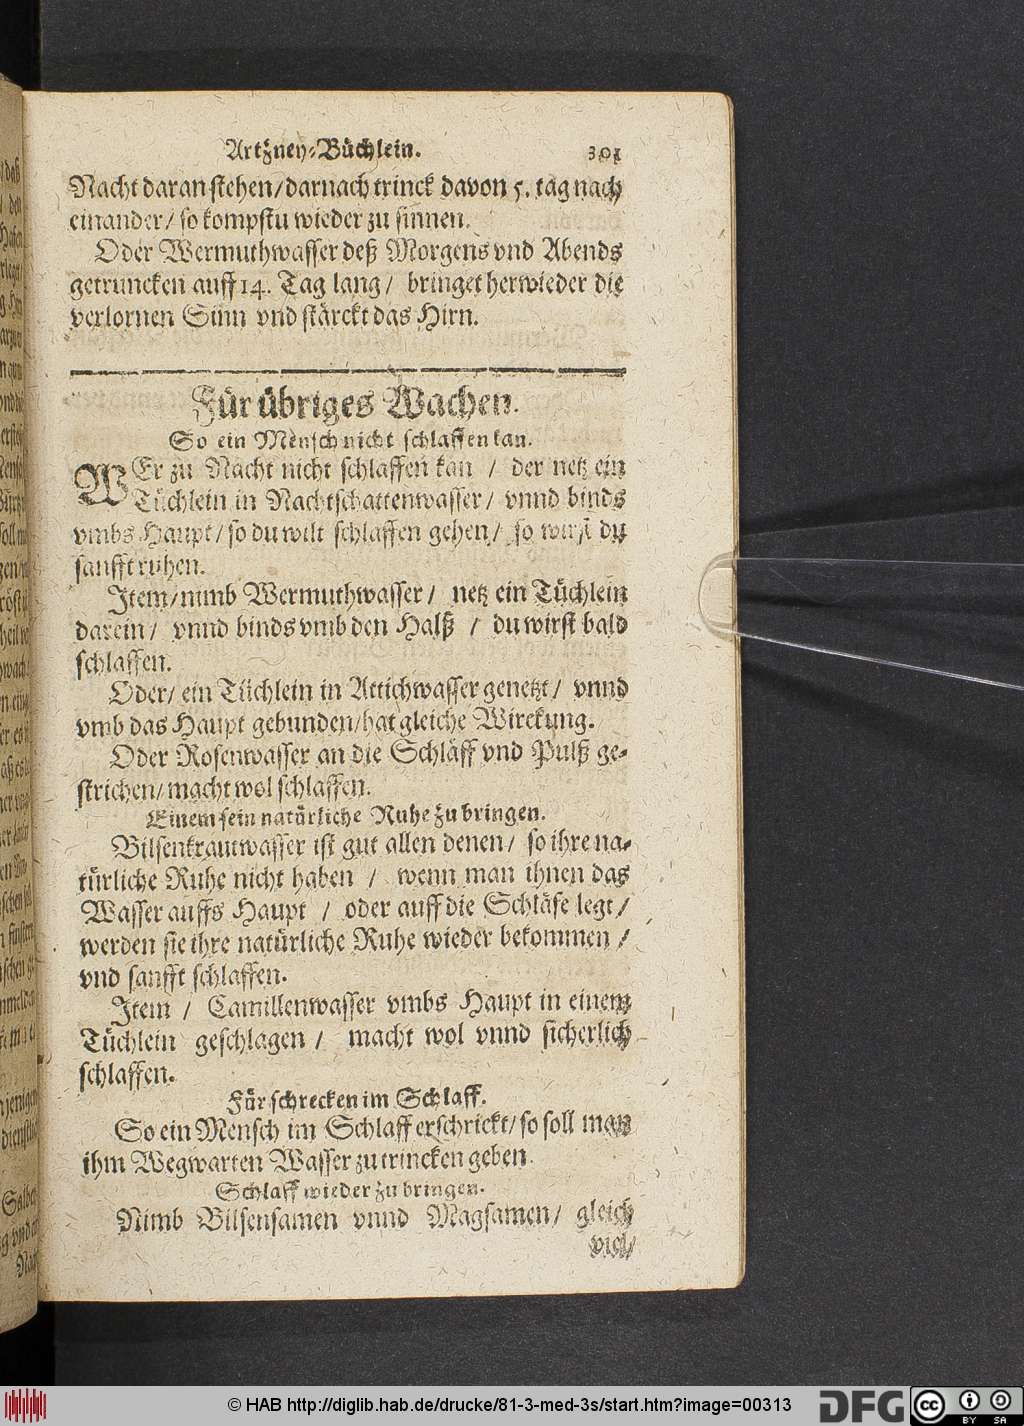 Artzney-Büchlein. 301
Nacht daran stehen/ darnach trinck davon 5. tag nach
einander/ so kompstu wieder zu sinnen.
Oder Wermuthwasser deß Morgens vnd Abends
getruncken auff 14. Tag lang/ bringet herwieder die
verlornen Sinn vnd stärckt das Hirn.
Für übriges Wachen.
So ein Mensch nicht schlaffen kan.
WEr zu Nacht nicht schlaffen kan / der netz ein
Tüchlein in Nachtschattenwasser/ vnnd binds
vmbs Haupt/ so du wilt schlaffen gehen/ so wirst du
sanfft ruhen.
Item/ nimb Wermuthwasser/ netz ein Tüchlein
darein/ vnnd binds vmb den Halß / du wirst bald
schlaffen.
Oder/ ein Tüchlein in Attichwasser genetzt/ vnnd
vmb das Haupt gebunden/ hat gleiche Wirckung.
Oder Rosenwasser an die Schläff vnd Pulß ge-
strichen/ macht wol schlaffen.
Einem sein natürliche Ruhe zu bringen.
Bilsenkrautwasser ist gut allen denen/ so ihre na-
türliche Ruhe nicht haben / wenn man ihnen das
Wasser auffs Haupt / oder auff die Schläfe legt/
werden sie ihre natürliche Ruhe wieder bekommen /
vnd sanfft schlaffen.
Item / Camillenwasser vmbs Haupt in einem
Tüchlein geschlagen / macht wol vnnd sicherlich
schlaffen.
Für schrecken im Schlaff.
So ein Mensch im Schlaff erschrickt/ so soll man
ihm Wegwarten Wasser zu trincken geben.
Schlaff wieder zu bringen.
Nimb Bilsensamen vnnd Magsamen/ gleich
viel/
© HAB http://diglib.hab.de/drucke/81-3-med-3s/start.htm?image=00313
DFG cc BY SA